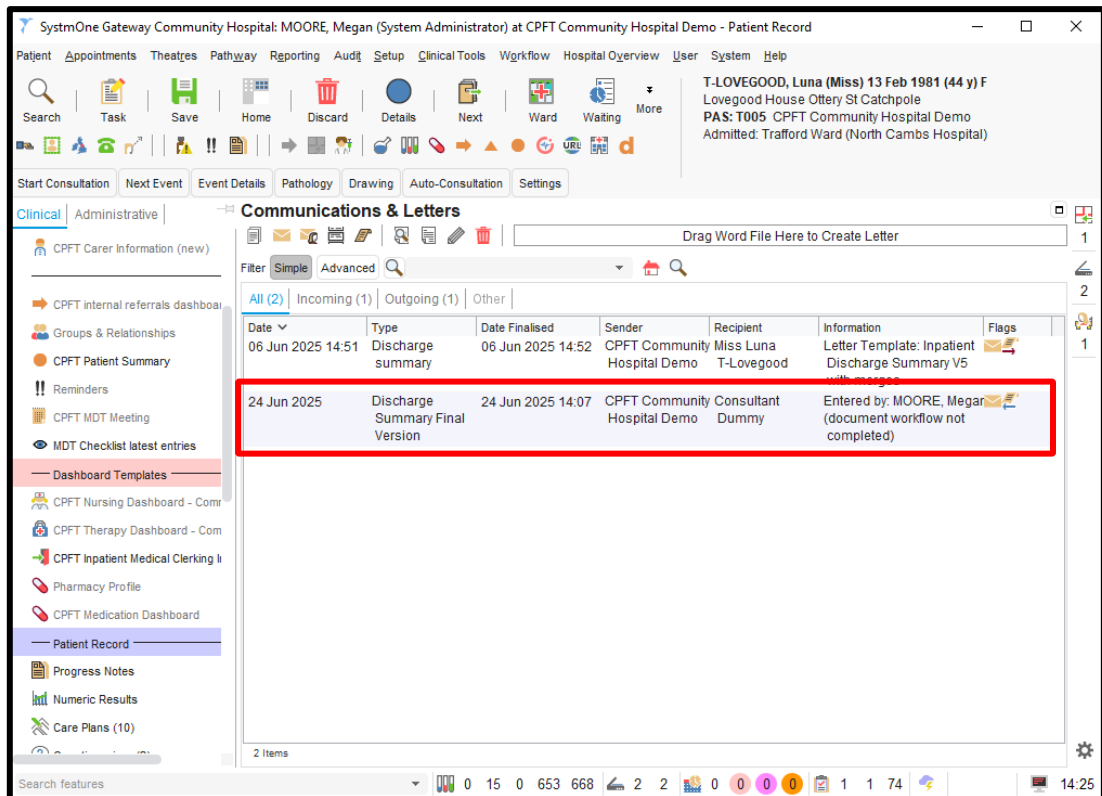 SystmOne Gateway Community Hospital: MOORE, Megan (System Administrator) at CPFT Community Hospital Demo - Patient Record
Patient Appointments Theatres Pathway Reporting Audit Setup Clinical Tools Workflow Hospital Overview User System Help
Search Task Save Home Discard Details Next Ward Waiting More
T-LOVEGOOD, Luna (Miss) 13 Feb 1981 (44 y) F
Lovegood House Ottery St Catchpole
PAS: T005 CPFT Community Hospital Demo
Admitted: Trafford Ward (North Cambs Hospital)
URL d
Start Consultation Next Event Event Details Pathology Drawing Auto-Consultation Settings
Clinical Administrative
CPFT Carer Information (new)
CPFT internal referrals dashboar
Groups & Relationships
CPFT Patient Summary
Reminders
CPFT MDT Meeting
MDT Checklist latest entries
Dashboard Templates
CPFT Nursing Dashboard - Com
CPFT Therapy Dashboard - Com
CPFT Inpatient Medical Clerking I
Pharmacy Profile
CPFT Medication Dashboard
Patient Record
Progress Notes
Numeric Results
Care Plans (10)
Communications & Letters
Drag Word File Here to Create Letter
Filter Simple Advanced
All (2) Incoming (1) Outgoing (1) Other
Date Type Date Finalised Sender Recipient Information Flags
06 Jun 2025 14:51 Discharge 06 Jun 2025 14:52 CPFT Community Miss Luna Letter Template: Inpatient
summary Hospital Demo T-Lovegood Discharge Summary V5
with merges
24 Jun 2025 Discharge 24 Jun 2025 14:07 CPFT Community Consultant Entered by: MOORE, Megan
Summary Final Hospital Demo Dummy (document workflow not
Version completed)
2 Items
1
2
1
Search features
0 15 0 653 668 2 2 0 0 0 0 1 1 74 14:25